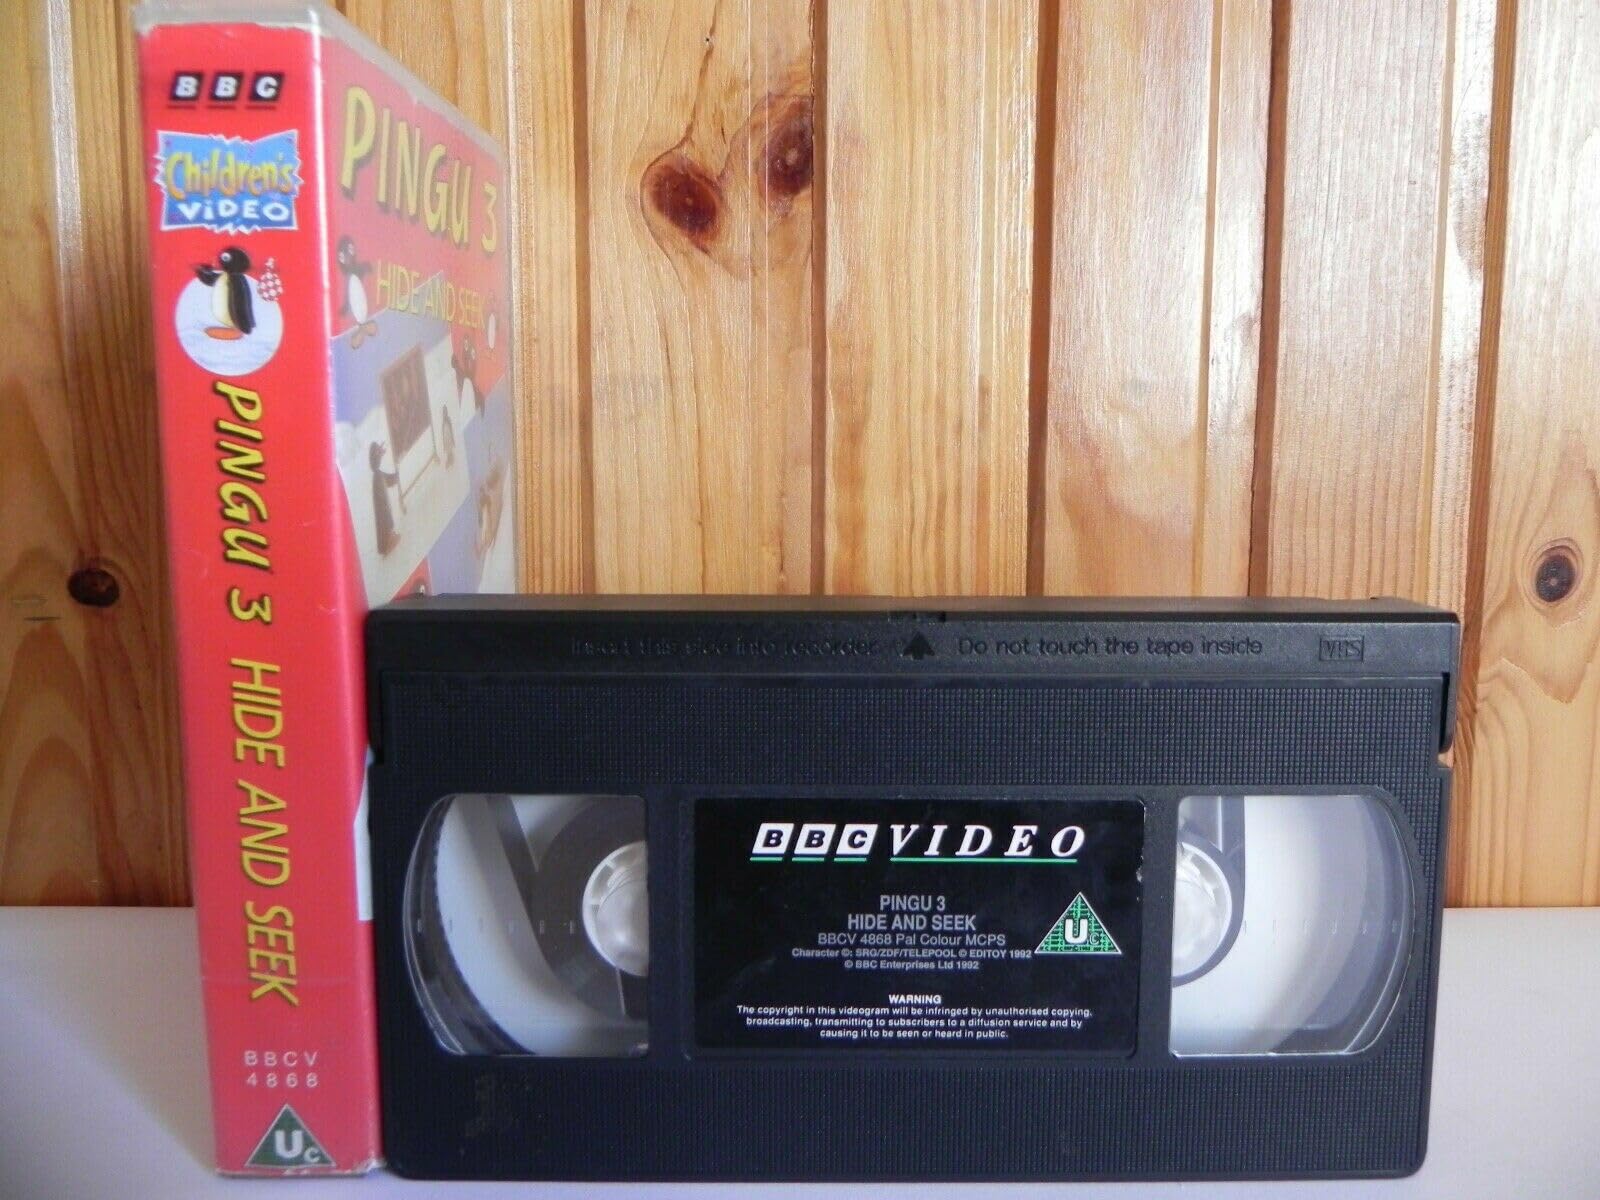 BBC
Children's
VIDEO
PINGU 3 HIDE AND SEEK
BBCV
4868
Uc
PINGU 3
HIDE AND SEEK
Insert this side into recorder Do not touch the tape inside VHS
BBC VIDEO
PINGU 3
HIDE AND SEEK
BBCV 4868 Pal Colour MCPS
Character ©: SRG/ZDF/TELEPOOL © EDITOY 1992
© BBC Enterprises Ltd 1992
Uc
WARNING
The copyright in this videogram will be infringed by unauthorised copying,
broadcasting, transmitting to subscribers to a diffusion service and by
causing it to be seen or heard in public.